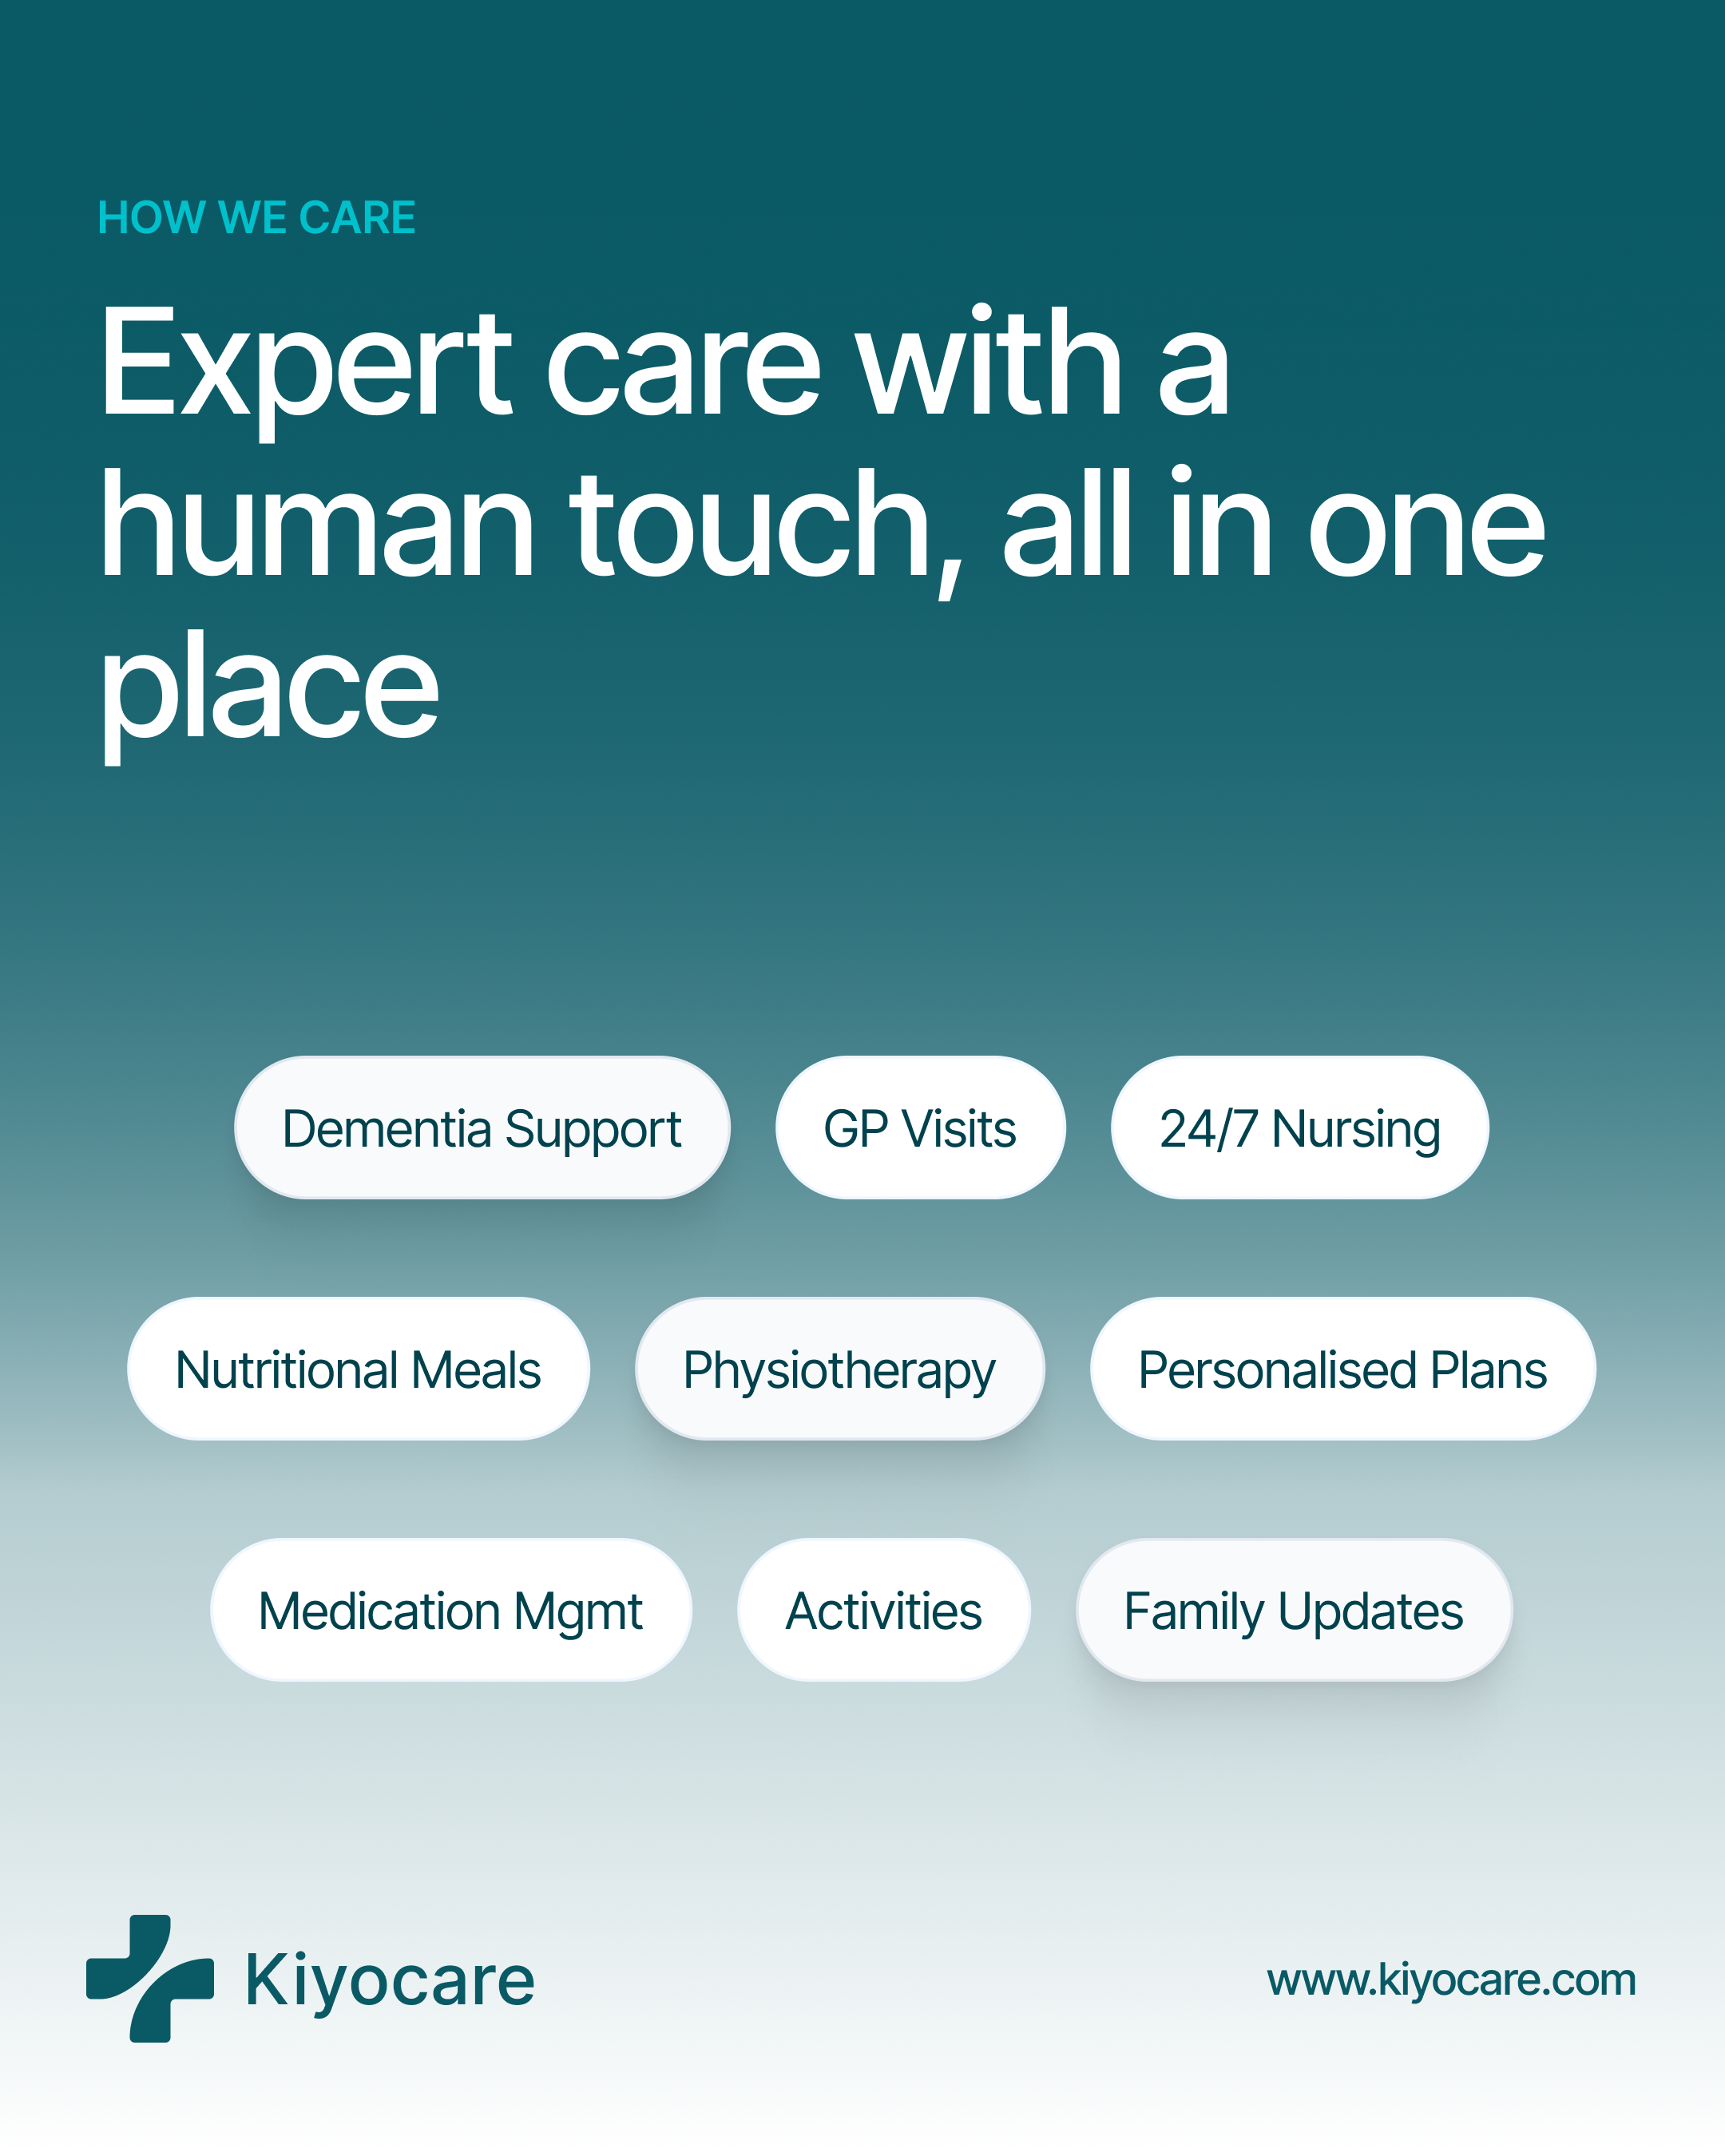 HOW WE CARE
Expert care with a
human touch, all in one
place
Dementia Support
GP Visits
24/7 Nursing
Nutritional Meals
Physiotherapy
Personalised Plans
Medication Mgmt
Activities
Family Updates
Kiyocare
www.kiyocare.com